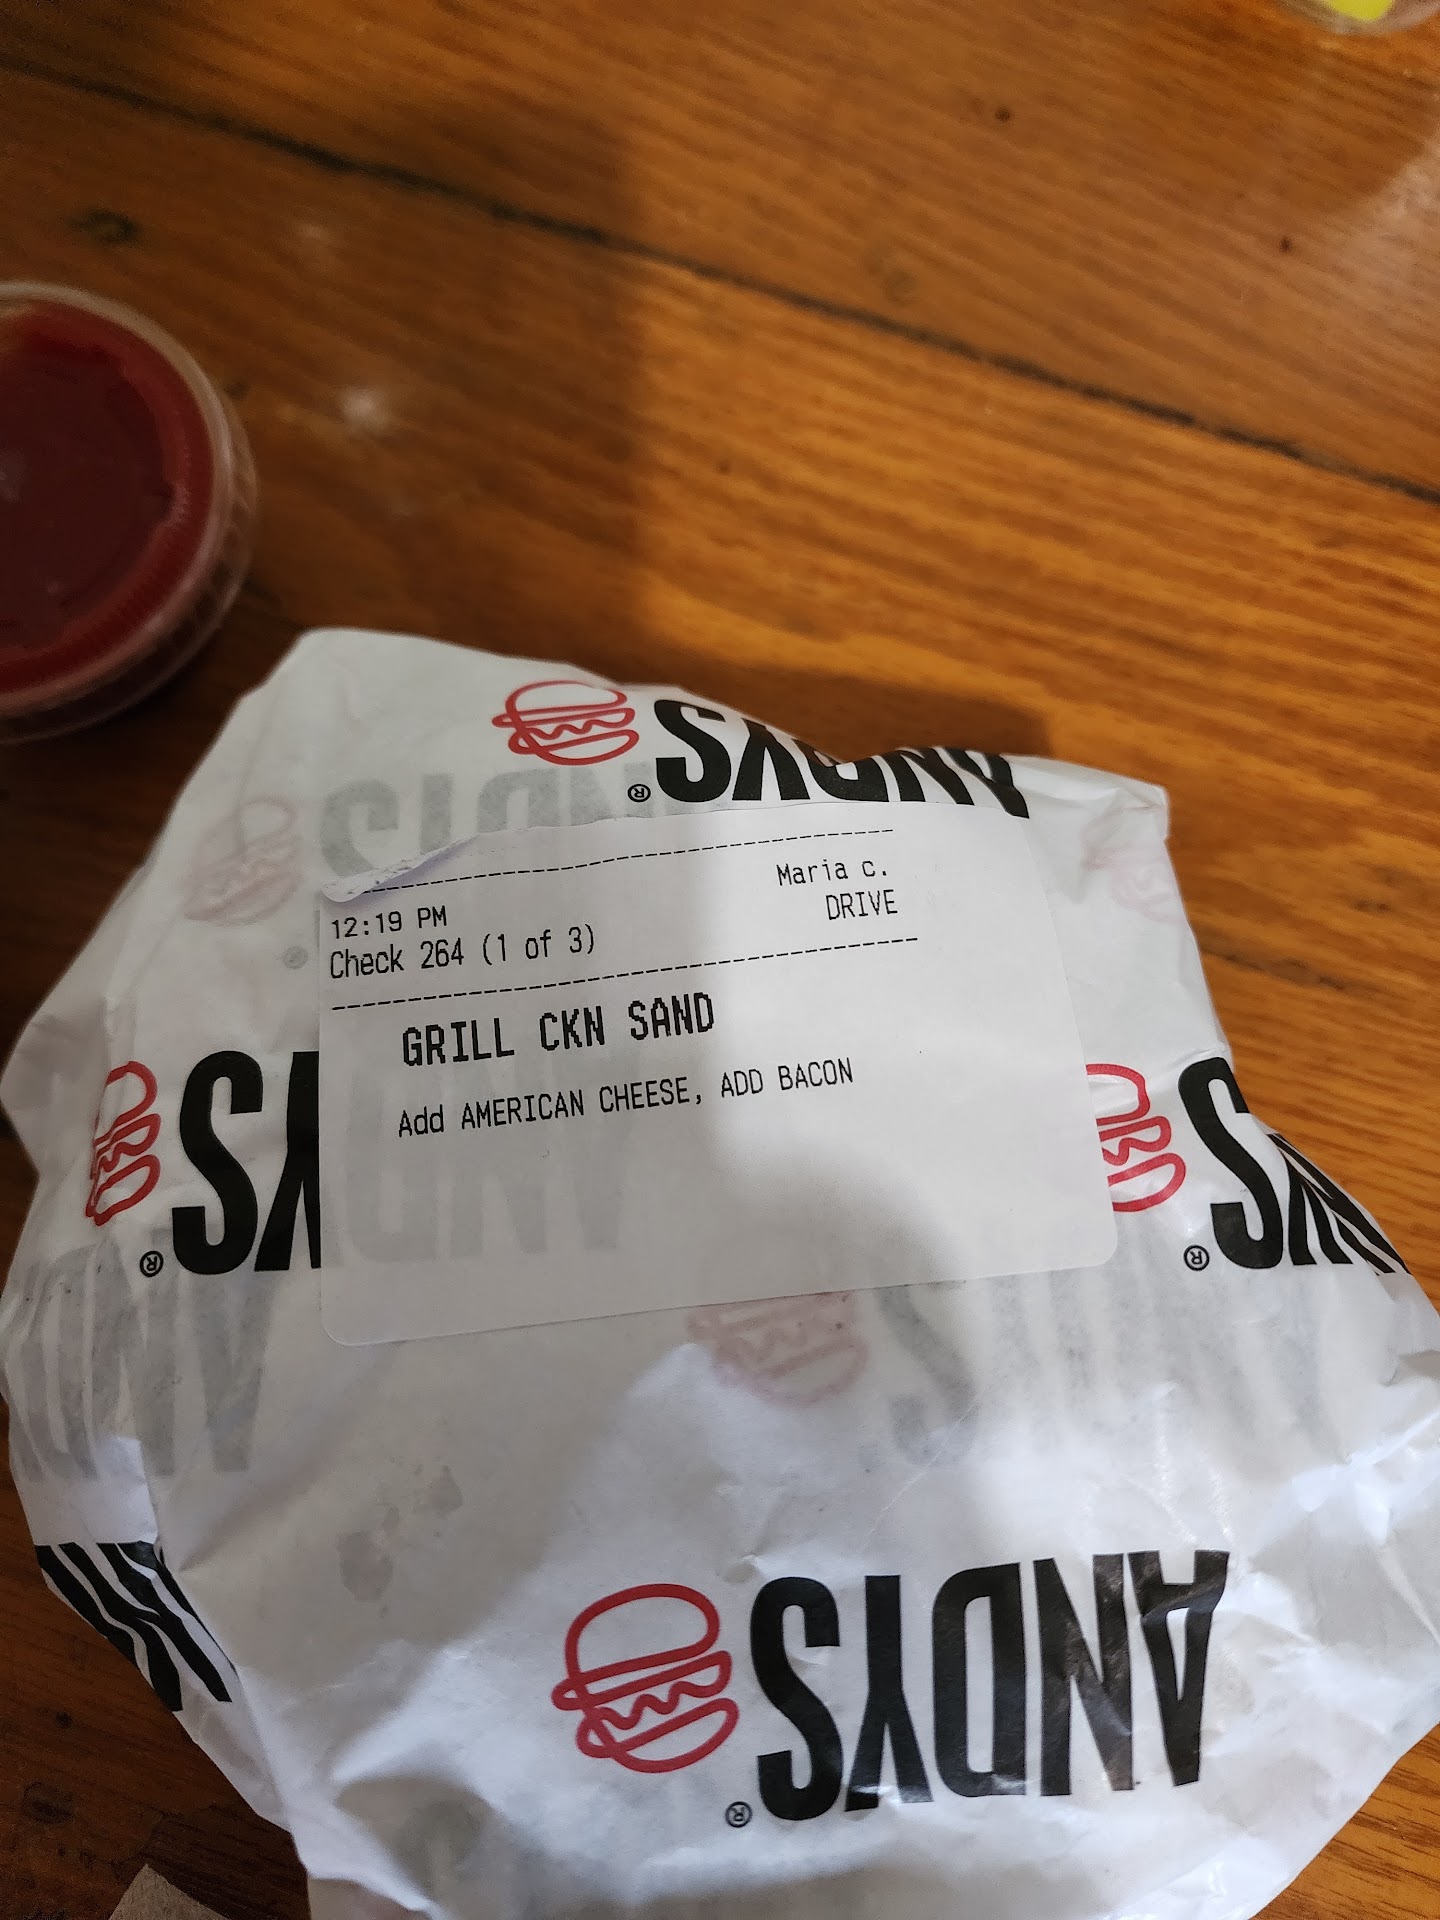 ANDYS®
Maria c.
12:19 PM
DRIVE
Check 264 (1 of 3)
GRILL CKN SAND
Add AMERICAN CHEESE, ADD BACON
ANDYS®
ANDYS®
ANDYS®